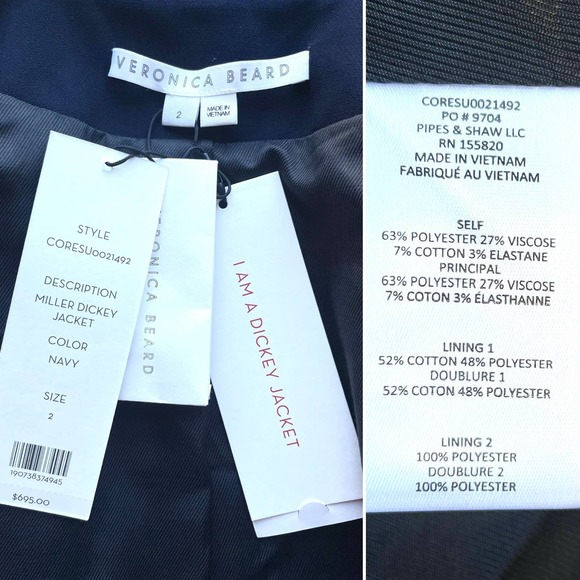 VERONICA BEARD
2
MADE IN
VIETNAM
STYLE
CORESU0021492
DESCRIPTION
MILLER DICKEY
JACKET
COLOR
NAVY
SIZE
2
190738374945
$695.00
VERONICA BEARD
I AM A DICKEY JACKET
CORESU0021492
PO # 9704
PIPES & SHAW LLC
RN 155820
MADE IN VIETNAM
FABRIQUÉ AU VIETNAM
SELF
63% POLYESTER 27% VISCOSE
7% COTTON 3% ELASTANE
PRINCIPAL
63% POLYESTER 27% VISCOSE
7% COTON 3% ÉLASTHANNE
LINING 1
52% COTTON 48% POLYESTER
DOUBLURE 1
52% COTON 48% POLYESTER
LINING 2
100% POLYESTER
DOUBLURE 2
100% POLYESTER